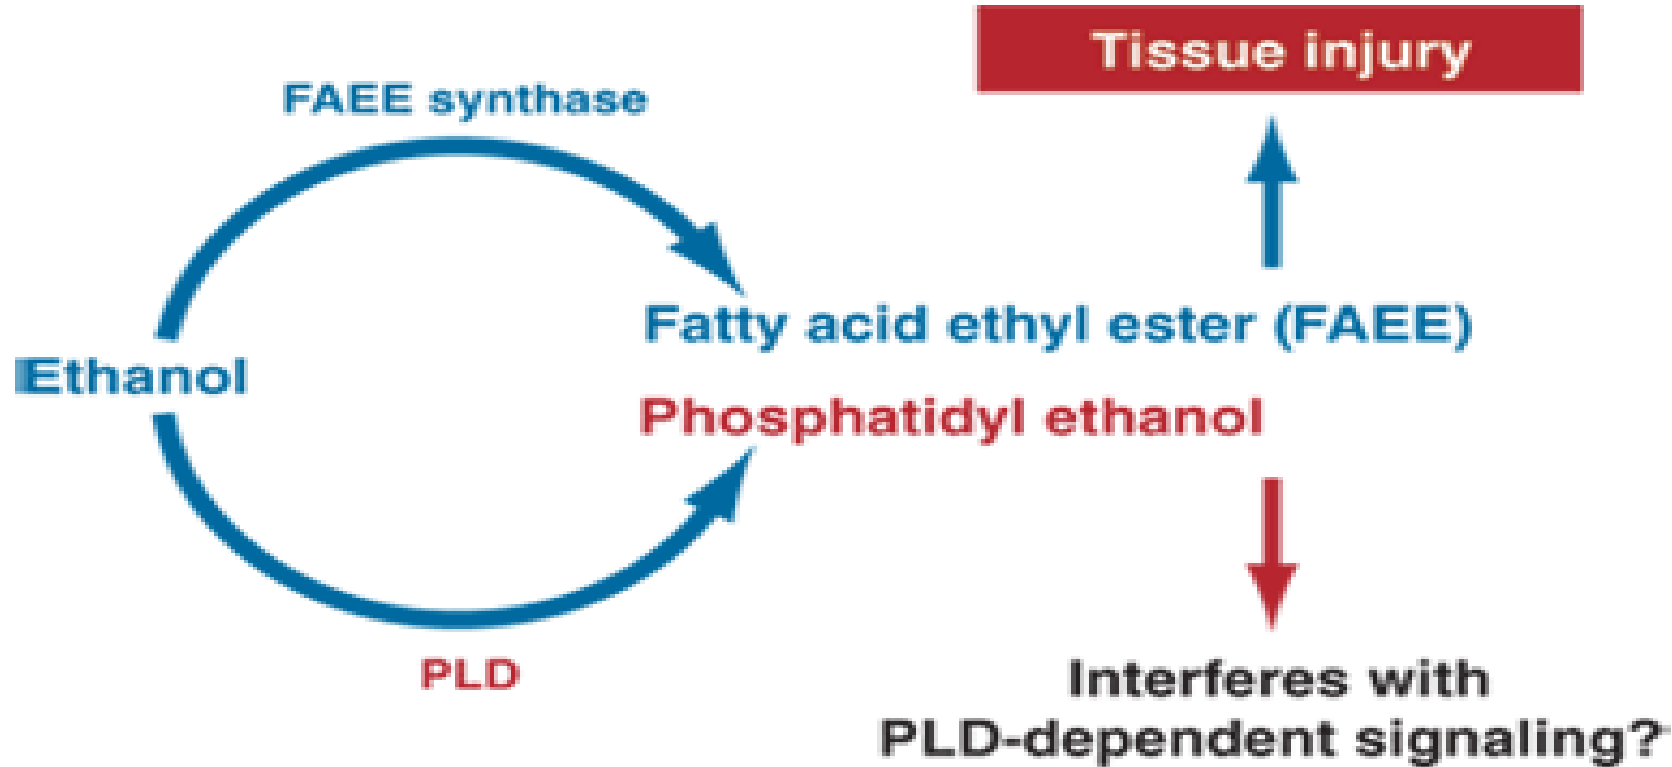 Tissue injury
FAEE synthase
Fatty acid ethyl ester (FAEE)
Ethanol
Phosphatidyl ethanol
PLD
Interferes with
PLD-dependent signaling?